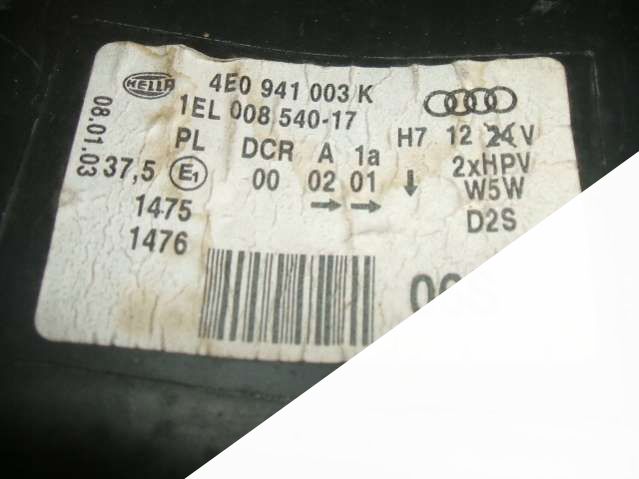 HELLA 4E0 941 003 K
1EL 008 540-17
08.01.03
PL DCR A 1a H7 12 24 V
37,5 E1 00 02 01 ↓ 2xHPV
→ → W5W
1475 D2S
1476